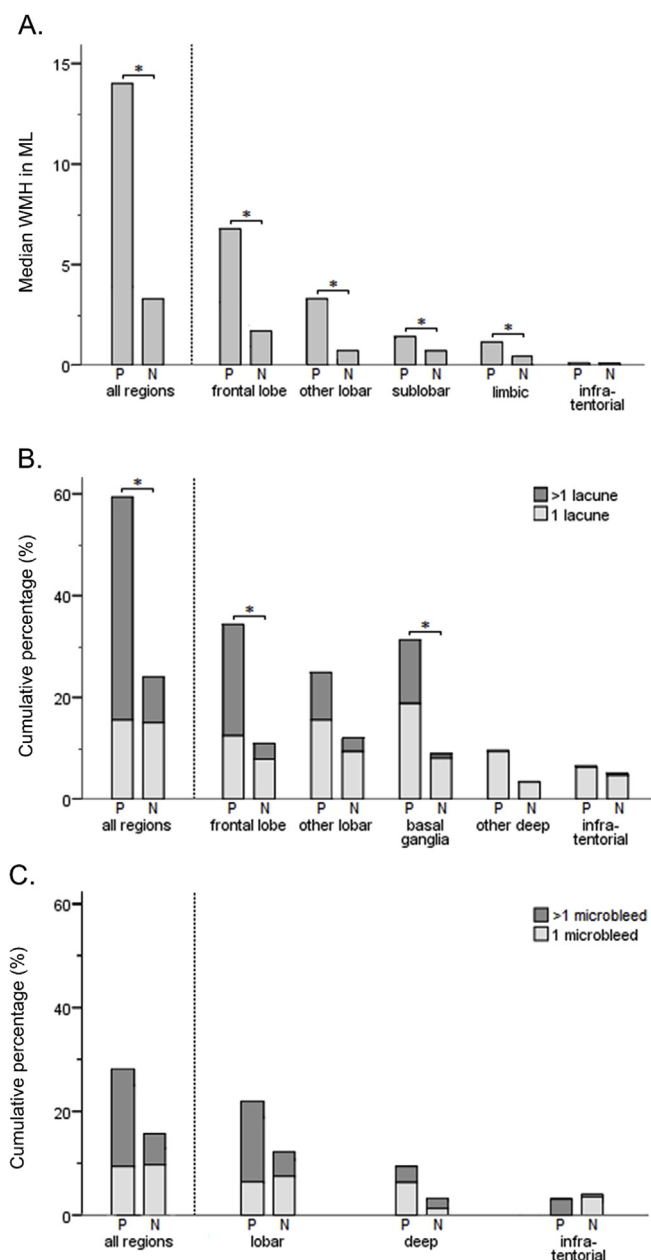 A.
Median WMH in ML
15
10
5
0
*
*
*
*
*
P N P N P N P N P N P N
all regions frontal lobe other lobar sublobar limbic infra-
tentorial
B.
Cumulative percentage (%)
60
40
20
0
*
*
*
>1 lacune
1 lacune
P N P N P N P N P N P N
all regions frontal lobe other lobar basal other deep infra-
ganglia tentorial
C.
Cumulative percentage (%)
60
40
20
0
>1 microbleed
1 microbleed
P N P N P N P N
all regions lobar deep infra-
tentorial